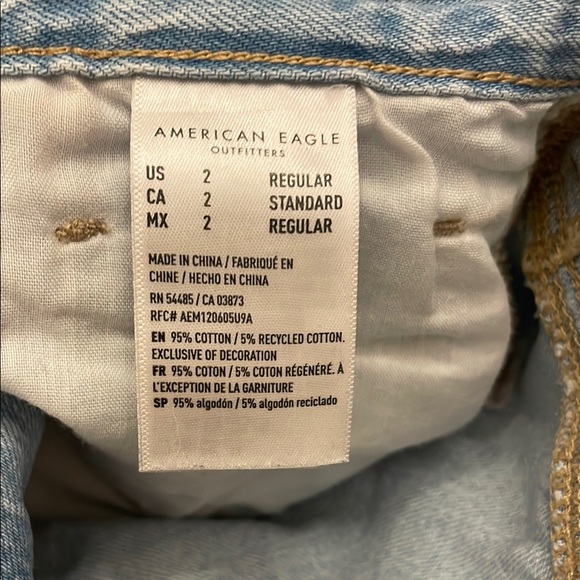 AMERICAN EAGLE
OUTFITTERS
US 2 REGULAR
CA 2 STANDARD
MX 2 REGULAR
MADE IN CHINA / FABRIQUÉ EN
CHINE / HECHO EN CHINA
RN 54485 / CA 03873
RFC# AEM120605U9A
EN 95% COTTON / 5% RECYCLED COTTON.
EXCLUSIVE OF DECORATION
FR 95% COTON / 5% COTON RÉGÉNÉRÉ. À
L'EXCEPTION DE LA GARNITURE
SP 95% algodón / 5% algodón reciclado